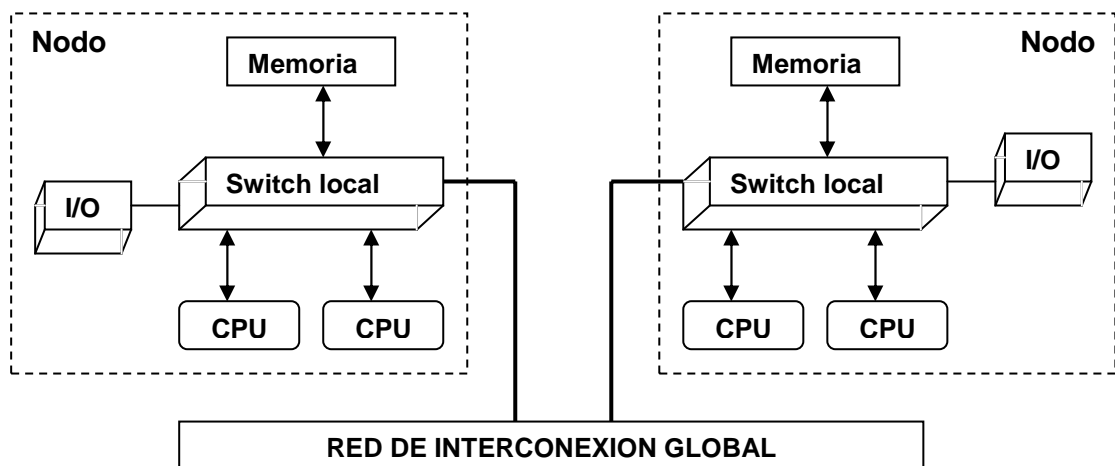 Nodo
Memoria
Switch local
I/O
CPU
CPU
Nodo
Memoria
I/O
Switch local
CPU
CPU
RED DE INTERCONEXION GLOBAL